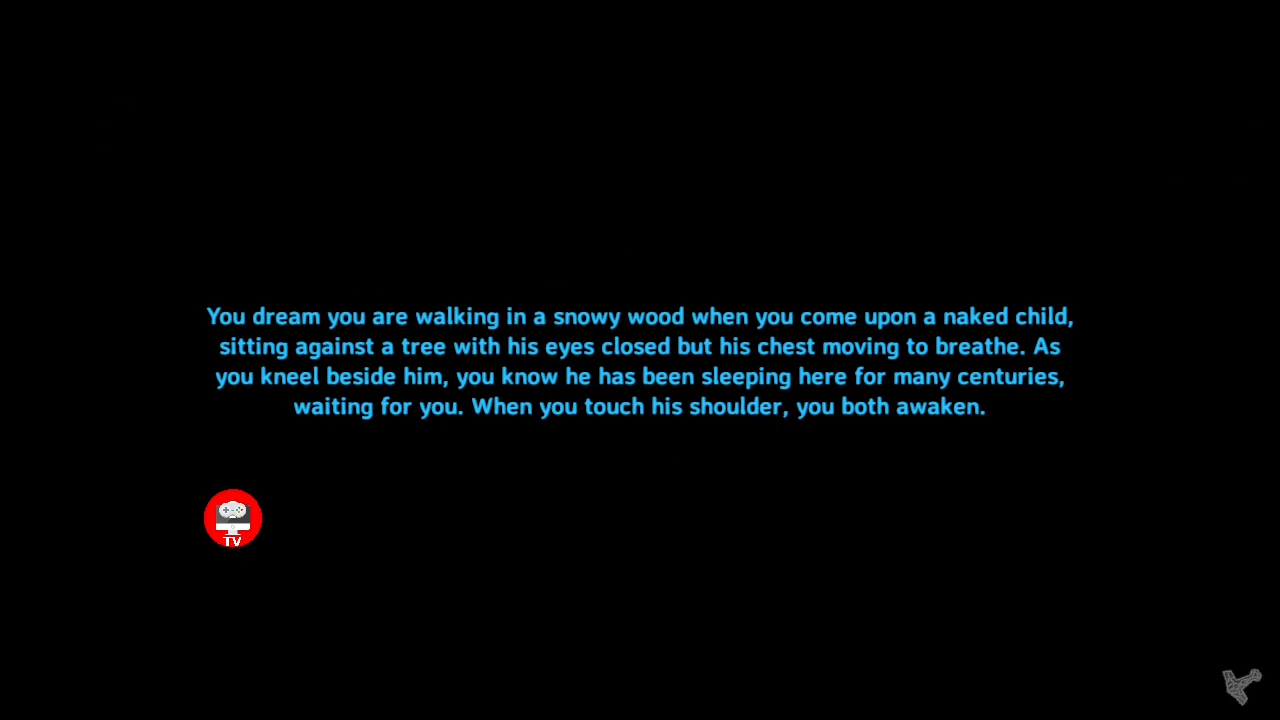 You dream you are walking in a snowy wood when you come upon a naked child,
sitting against a tree with his eyes closed but his chest moving to breathe. As
you kneel beside him, you know he has been sleeping here for many centuries,
waiting for you. When you touch his shoulder, you both awaken.
TV